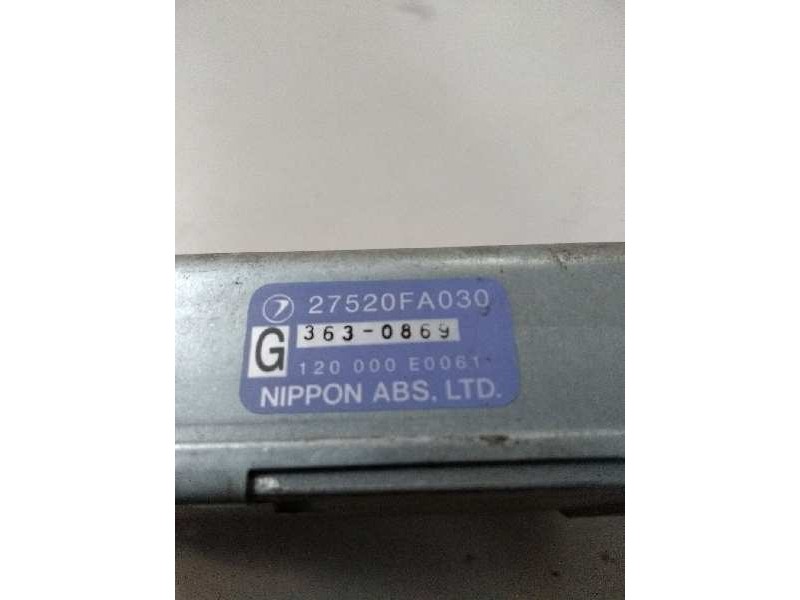 27520FA030
G 363-0869
120 000 E0061
NIPPON ABS, LTD.